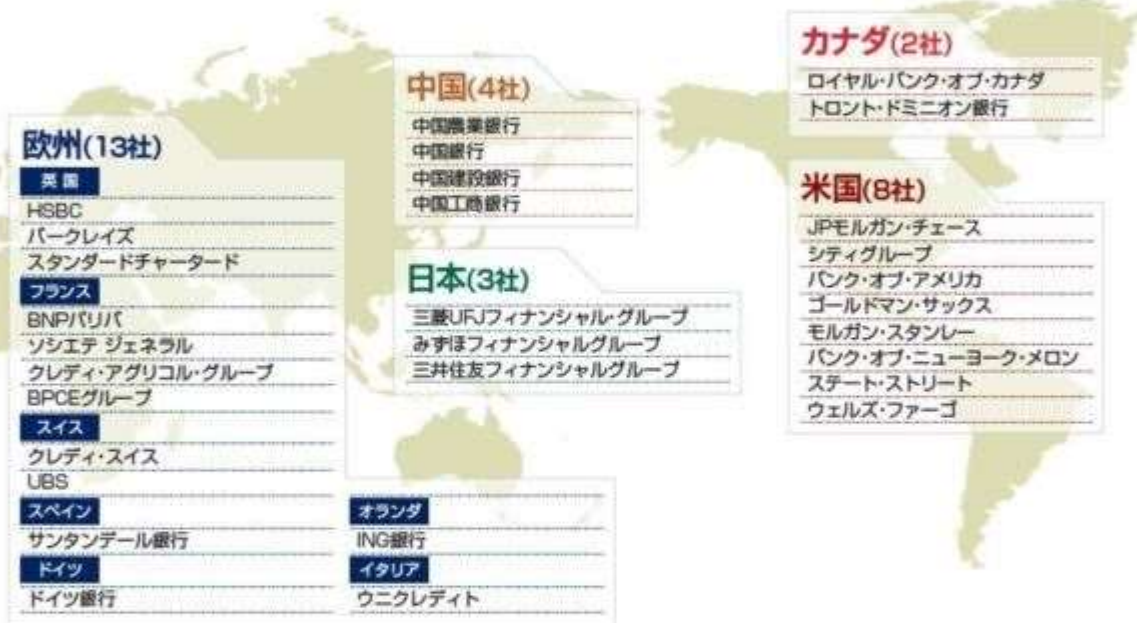 欧州(13社)
英国
HSBC
バークレイズ
スタンダードチャータード
フランス
BNPパリバ
ソシエテ ジェネラル
クレディ・アグリコル・グループ
BPCEグループ
スイス
クレディ・スイス
UBS
スペイン
サンタンデール銀行
ドイツ
ドイツ銀行
オランダ
ING銀行
イタリア
ウニクレディト
中国(4社)
中国農業銀行
中国銀行
中国建設銀行
中国工商銀行
日本(3社)
三菱UFJフィナンシャル・グループ
みずほフィナンシャルグループ
三井住友フィナンシャルグループ
カナダ(2社)
ロイヤル・バンク・オブ・カナダ
トロント・ドミニオン銀行
米国(8社)
JPモルガン・チェース
シティグループ
バンク・オブ・アメリカ
ゴールドマン・サックス
モルガン・スタンレー
バンク・オブ・ニューヨーク・メロン
ステート・ストリート
ウェルズ・ファーゴ